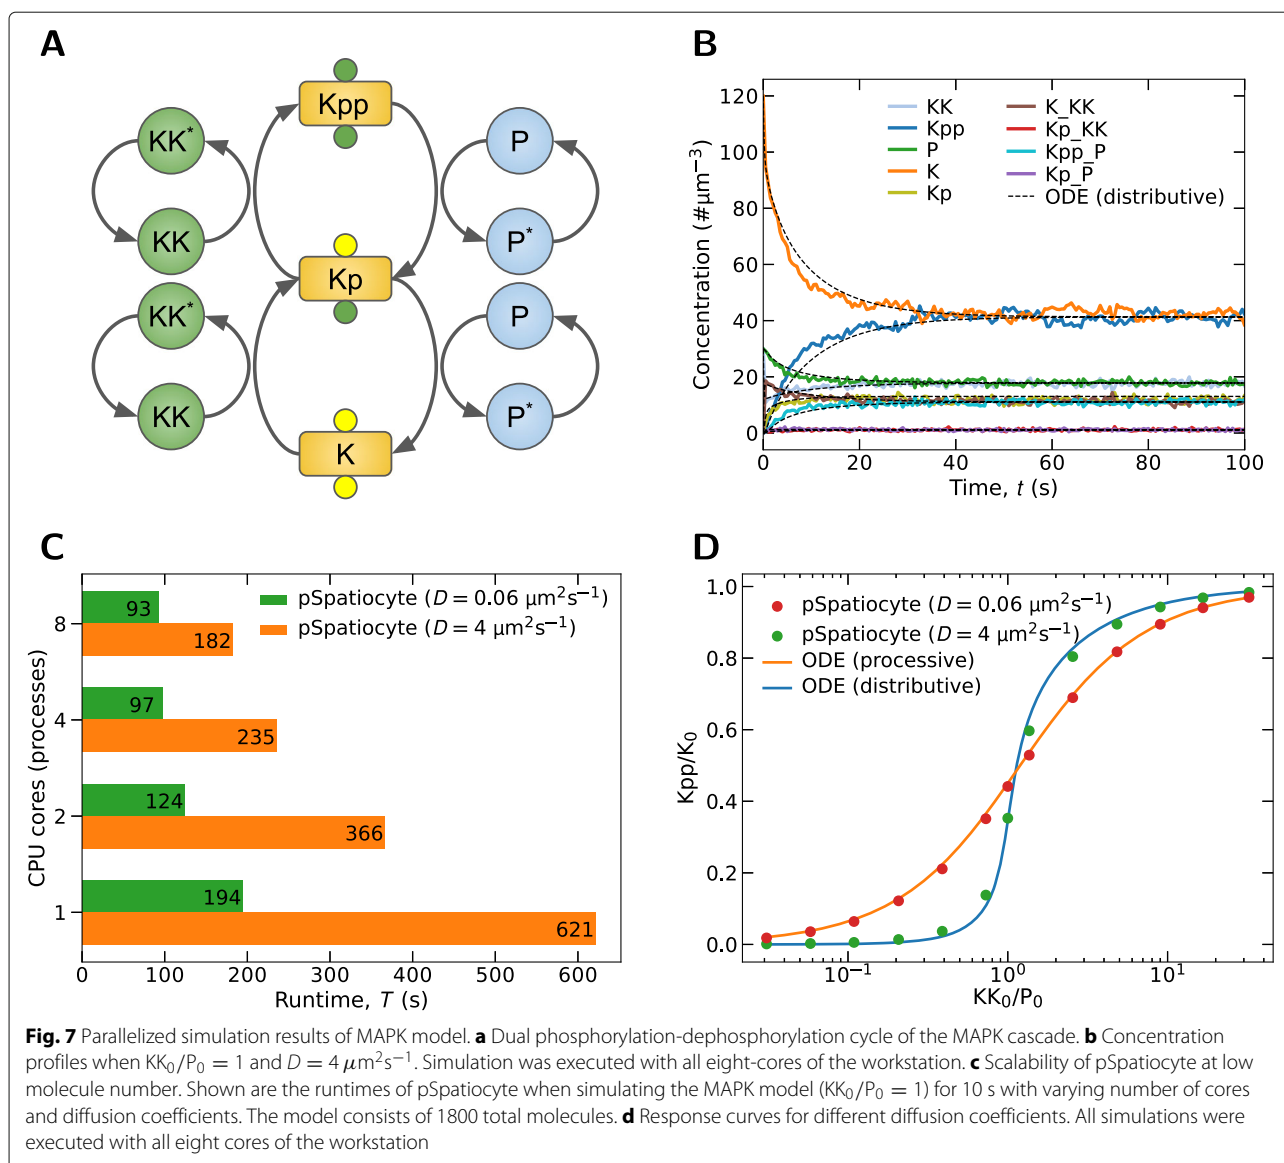 A
Kpp
KK*
KK
P
P*
Kp
KK*
KK
P
P*
K
B
Concentration (#μm⁻³)
120
100
80
60
40
20
0
KK
Kpp
P
K
Kp
K_KK
Kp_KK
Kpp_P
Kp_P
ODE (distributive)
0 20 40 60 80 100
Time, t (s)
C
CPU cores (processes)
pSpatiocyte (D = 0.06 μm²s⁻¹)
pSpatiocyte (D = 4 μm²s⁻¹)
8
93
182
4
97
235
2
124
366
1
194
621
0 100 200 300 400 500 600
Runtime, T (s)
D
Kpp/K₀
1.0
0.8
0.6
0.4
0.2
0.0
pSpatiocyte (D = 0.06 μm²s⁻¹)
pSpatiocyte (D = 4 μm²s⁻¹)
ODE (processive)
ODE (distributive)
10⁻¹ 10⁰ 10¹
KK₀/P₀
Fig. 7 Parallelized simulation results of MAPK model. a Dual phosphorylation-dephosphorylation cycle of the MAPK cascade. b Concentration
profiles when KK₀/P₀ = 1 and D = 4 μm²s⁻¹. Simulation was executed with all eight-cores of the workstation. c Scalability of pSpatiocyte at low
molecule number. Shown are the runtimes of pSpatiocyte when simulating the MAPK model (KK₀/P₀ = 1) for 10 s with varying number of cores
and diffusion coefficients. The model consists of 1800 total molecules. d Response curves for different diffusion coefficients. All simulations were
executed with all eight cores of the workstation